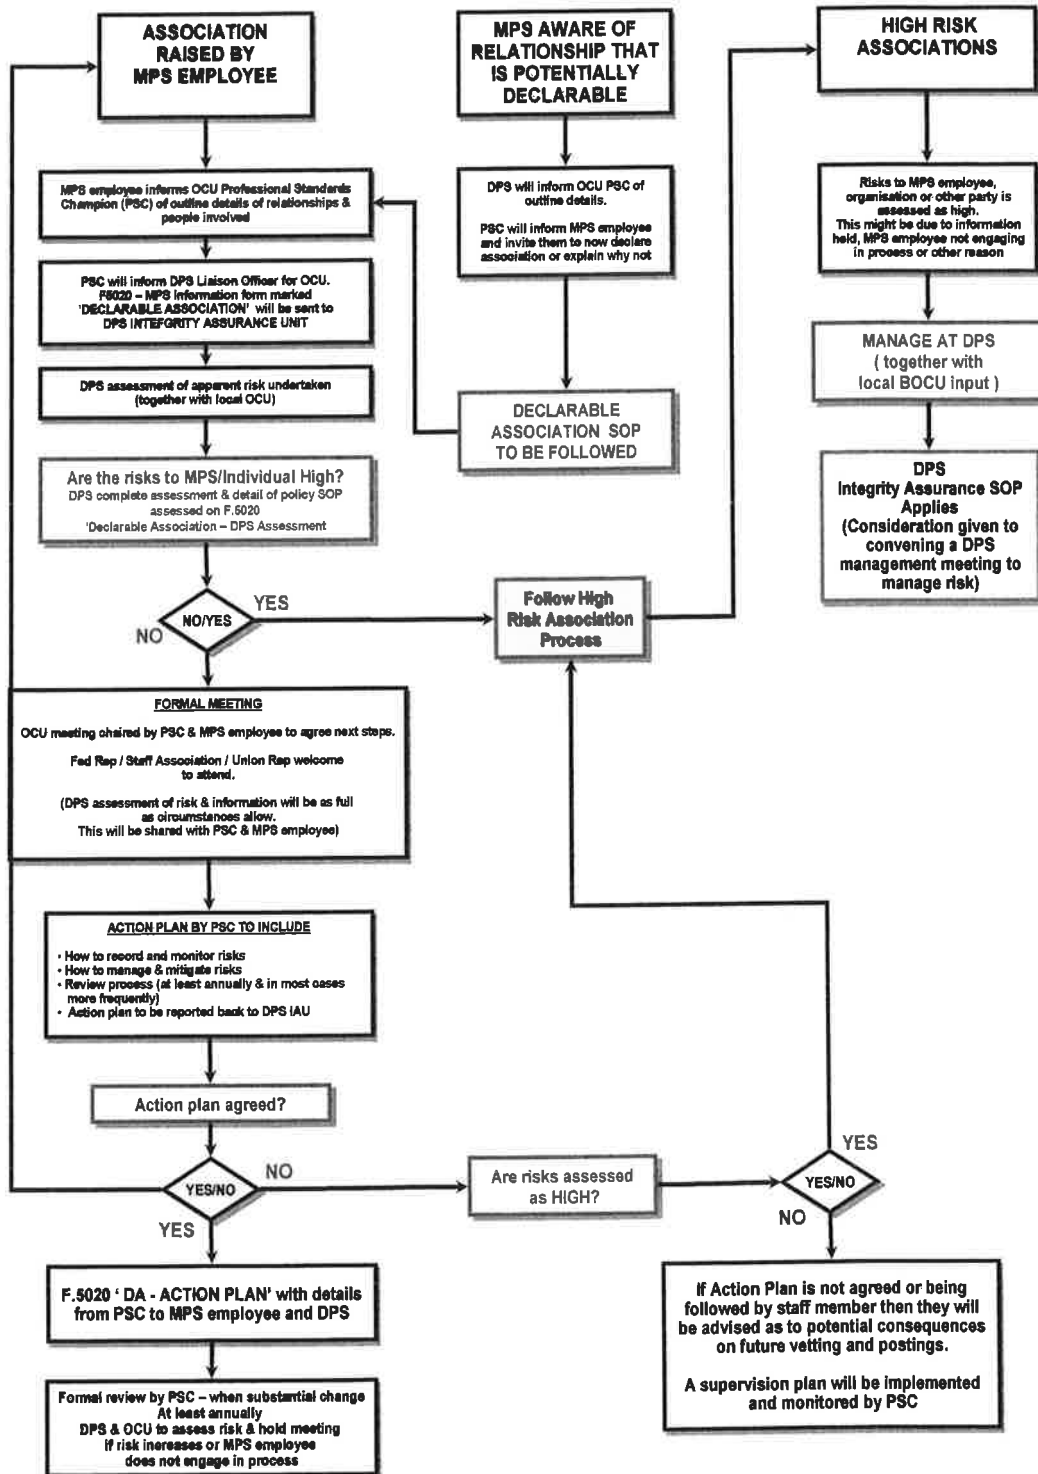 ASSOCIATION
RAISED BY
MPS EMPLOYEE
MPS employee informs OCU Professional Standards
Champion (PSC) of outline details of relationships &
people involved
PSC will inform DPS Liaison Officer for OCU.
F5020 – MPS information form marked
'DECLARABLE ASSOCIATION' will be sent to
DPS INTEFGRITY ASSURANCE UNIT
DPS assessment of apparent risk undertaken
(together with local OCU)
Are the risks to MPS/Individual High?
DPS complete assessment & detail of policy SOP
assessed on F.5020
'Declarable Association – DPS Assessment
NO/YES
YES
NO
FORMAL MEETING
OCU meeting chaired by PSC & MPS employee to agree next steps.
Fed Rep / Staff Association / Union Rep welcome
to attend.
(DPS assessment of risk & information will be as full
as circumstances allow.
This will be shared with PSC & MPS employee)
ACTION PLAN BY PSC TO INCLUDE
• How to record and monitor risks
• How to manage & mitigate risks
• Review process (at least annually & in most cases
more frequently)
• Action plan to be reported back to DPS IAU
Action plan agreed?
YES/NO
NO
YES
F.5020 ' DA - ACTION PLAN' with details
from PSC to MPS employee and DPS
Formal review by PSC – when substantial change
At least annually
DPS & OCU to assess risk & hold meeting
If risk increases or MPS employee
does not engage in process
MPS AWARE OF
RELATIONSHIP THAT
IS POTENTIALLY
DECLARABLE
DPS will inform OCU PSC of
outline details.
PSC will inform MPS employee
and invite them to now declare
association or explain why not
DECLARABLE
ASSOCIATION SOP
TO BE FOLLOWED
Follow High
Risk Association
Process
Are risks assessed
as HIGH?
YES/NO
YES
NO
If Action Plan is not agreed or being
followed by staff member then they will
be advised as to potential consequences
on future vetting and postings.
A supervision plan will be implemented
and monitored by PSC
HIGH RISK
ASSOCIATIONS
Risks to MPS employee,
organisation or other party is
assessed as high.
This might be due to information
held, MPS employee not engaging
in process or other reason
MANAGE AT DPS
( together with
local BOCU input )
DPS
Integrity Assurance SOP
Applies
(Consideration given to
convening a DPS
management meeting to
manage risk)